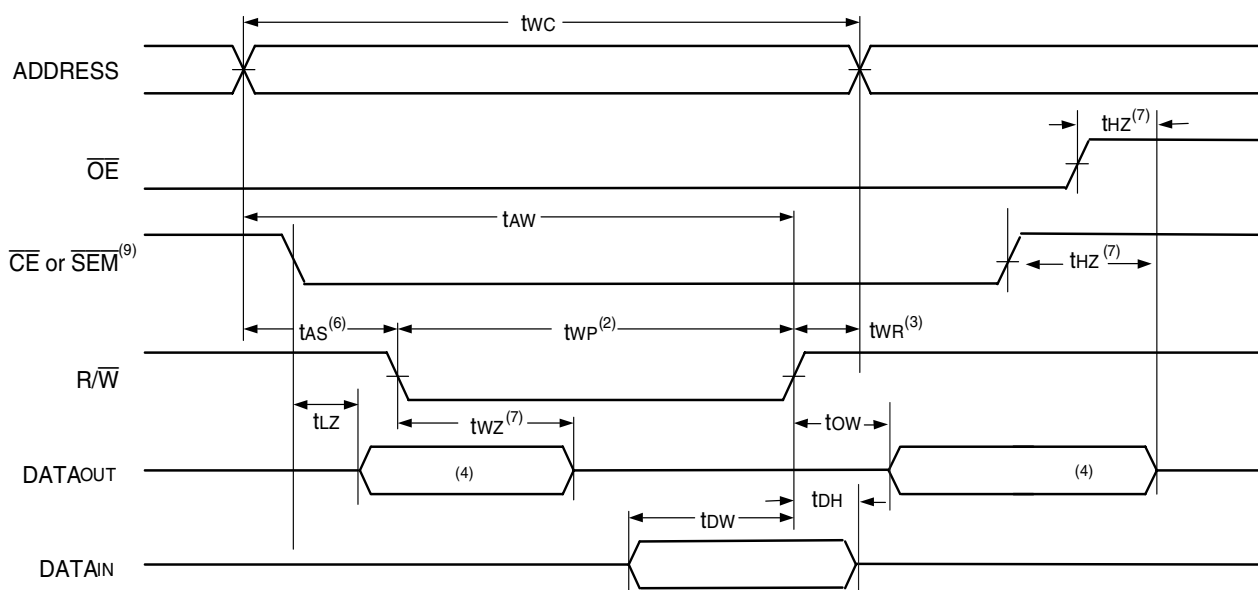 tWC
ADDRESS
tHZ(7)
OE
tAW
CE or SEM(9)
tHZ(7)
tAS(6)
tWP(2)
tWR(3)
R/W
tLZ
tWZ(7)
tOW
DATAOUT
(4)
(4)
tDW
tDH
DATAIN